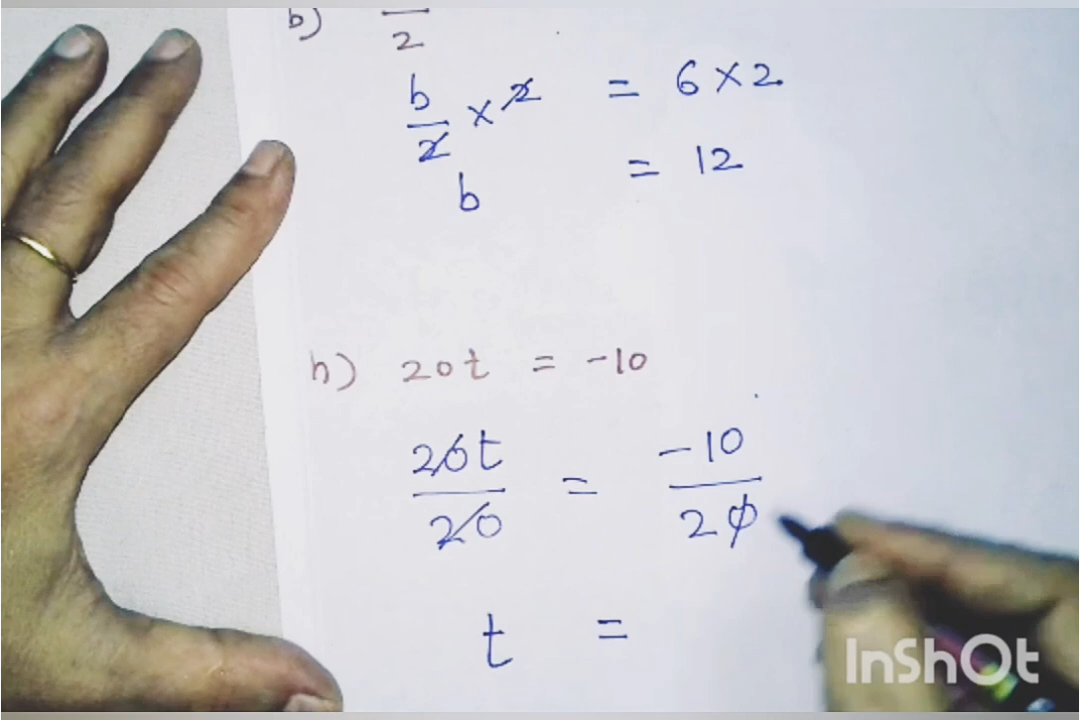 b)
2
b/2 × 2 = 6 × 2
b = 12
h) 20t = -10
20t/20 = -10/20
t =
InShOt